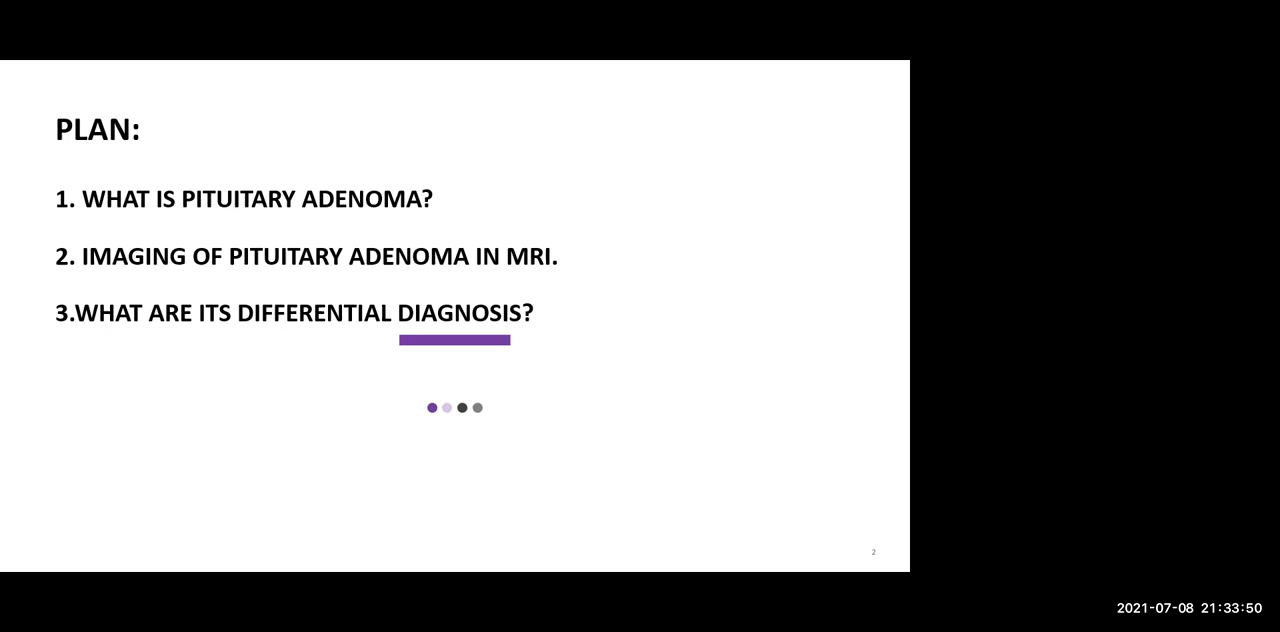 PLAN:
1. WHAT IS PITUITARY ADENOMA?
2. IMAGING OF PITUITARY ADENOMA IN MRI.
3.WHAT ARE ITS DIFFERENTIAL DIAGNOSIS?
2
2021-07-08 21:33:50